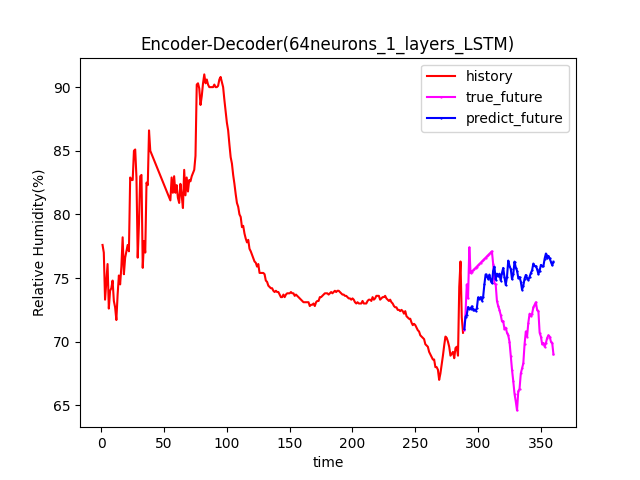 Encoder-Decoder(64neurons_1_layers_LSTM)
history
true_future
predict_future
Relative Humidity(%)
90
85
80
75
70
65
0 50 100 150 200 250 300 350
time